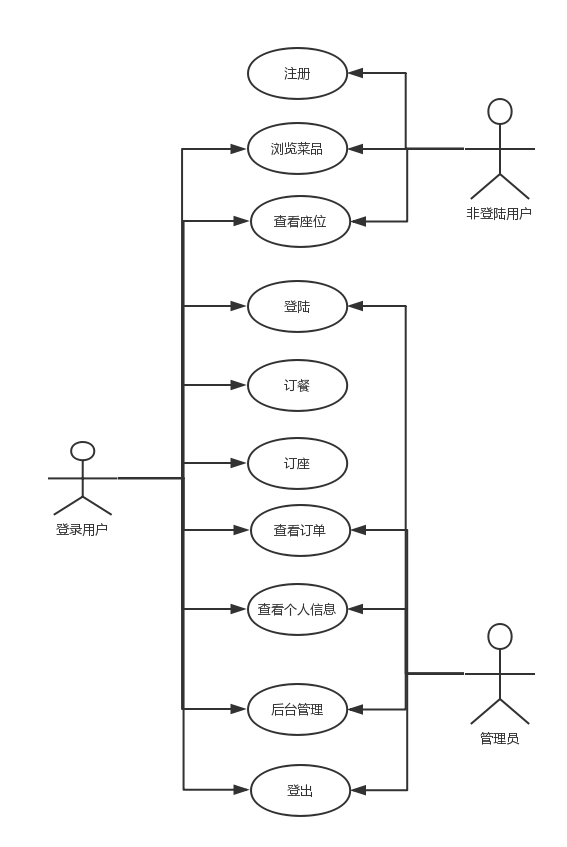 注册
浏览菜品
非登陆用户
查看座位
登陆
订餐
订座
登录用户
查看订单
查看个人信息
后台管理
管理员
登出